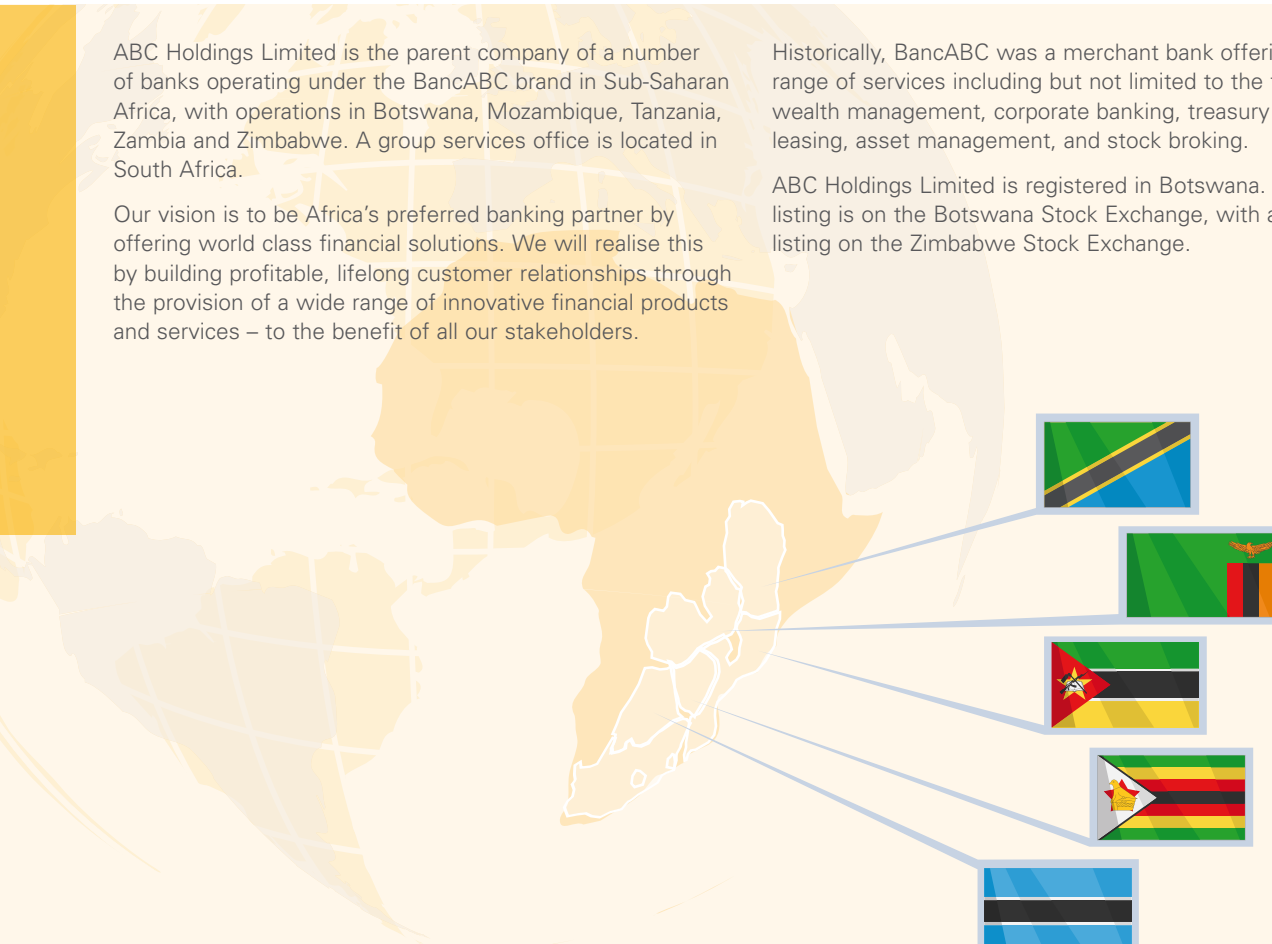 ABC Holdings Limited is the parent company of a number
of banks operating under the BancABC brand in Sub-Saharan
Africa, with operations in Botswana, Mozambique, Tanzania,
Zambia and Zimbabwe. A group services office is located in
South Africa.
Our vision is to be Africa’s preferred banking partner by
offering world class financial solutions. We will realise this
by building profitable, lifelong customer relationships through
the provision of a wide range of innovative financial products
and services – to the benefit of all our stakeholders.
Historically, BancABC was a merchant bank
range of services including but not limited to the
wealth management, corporate banking, treasury
leasing, asset management, and stock broking.
ABC Holdings Limited is registered in Botswana.
listing is on the Botswana Stock Exchange, with
listing on the Zimbabwe Stock Exchange.